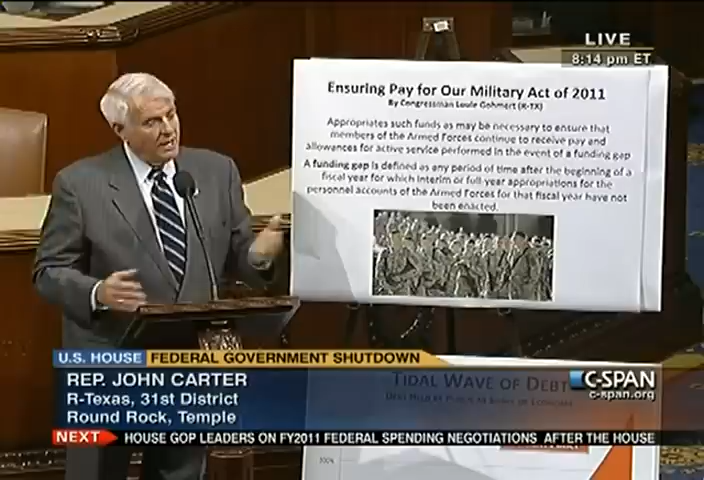 LIVE
8:14 pm ET
Ensuring Pay for Our Military Act of 2011
By Congressman Louie Gohmert (R-TX)
Appropriates such funds as may be necessary to ensure that
members of the Armed Forces continue to receive pay and
allowances for active service performed in the event of a funding gap
A funding gap is defined as any period of time after the beginning of a
fiscal year for which interim or full-year appropriations for the
personnel accounts of the Armed Forces for that fiscal year have not
been enacted.
U.S. HOUSE FEDERAL GOVERNMENT SHUTDOWN
REP. JOHN CARTER
R-Texas, 31st District
Round Rock, Temple
TIDAL WAVE OF DEBT
C-SPAN
c-span.org
NEXT HOUSE GOP LEADERS ON FY2011 FEDERAL SPENDING NEGOTIATIONS AFTER THE HOUSE